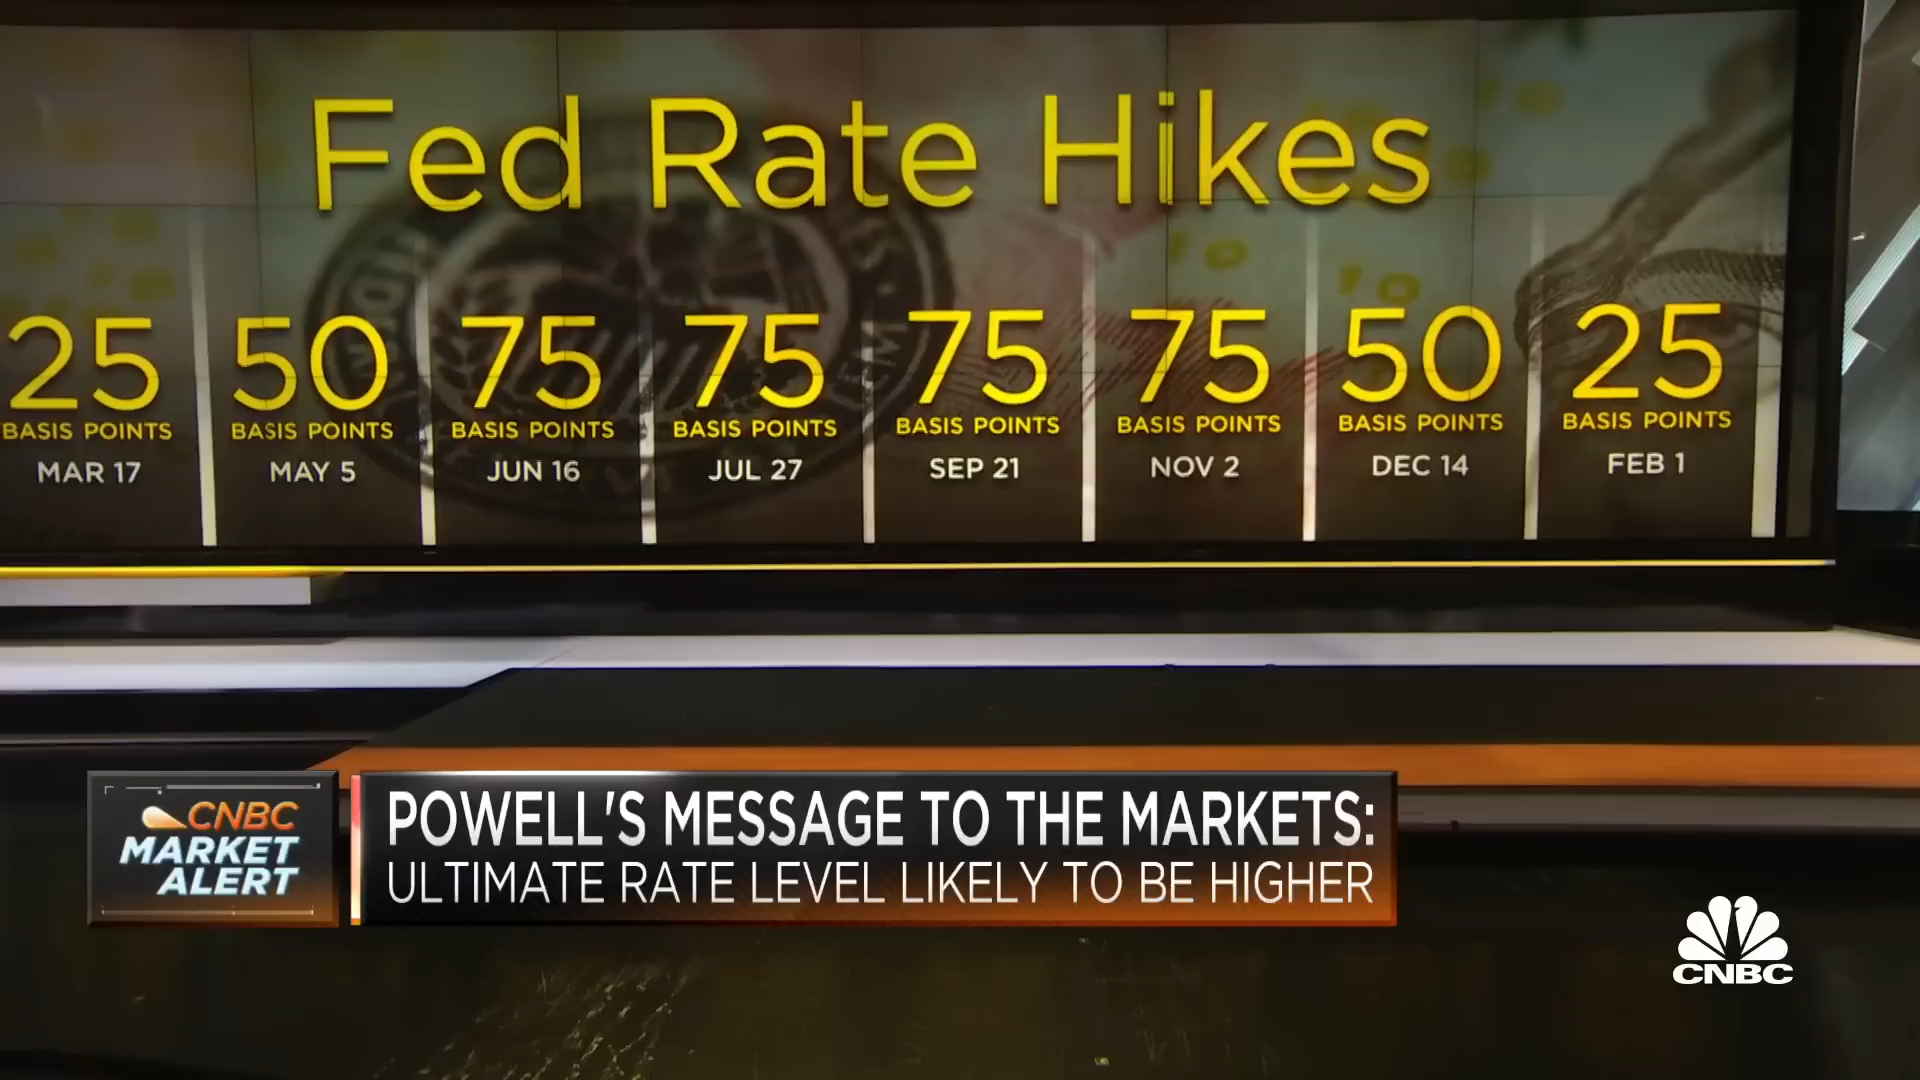 Fed Rate Hikes
25 50 75 75 75 75 50 25
BASIS POINTS BASIS POINTS BASIS POINTS BASIS POINTS BASIS POINTS BASIS POINTS BASIS POINTS BASIS POINTS
MAR 17 MAY 5 JUN 16 JUL 27 SEP 21 NOV 2 DEC 14 FEB 1
CNBC
MARKET
ALERT
POWELL'S MESSAGE TO THE MARKETS:
ULTIMATE RATE LEVEL LIKELY TO BE HIGHER
CNBC